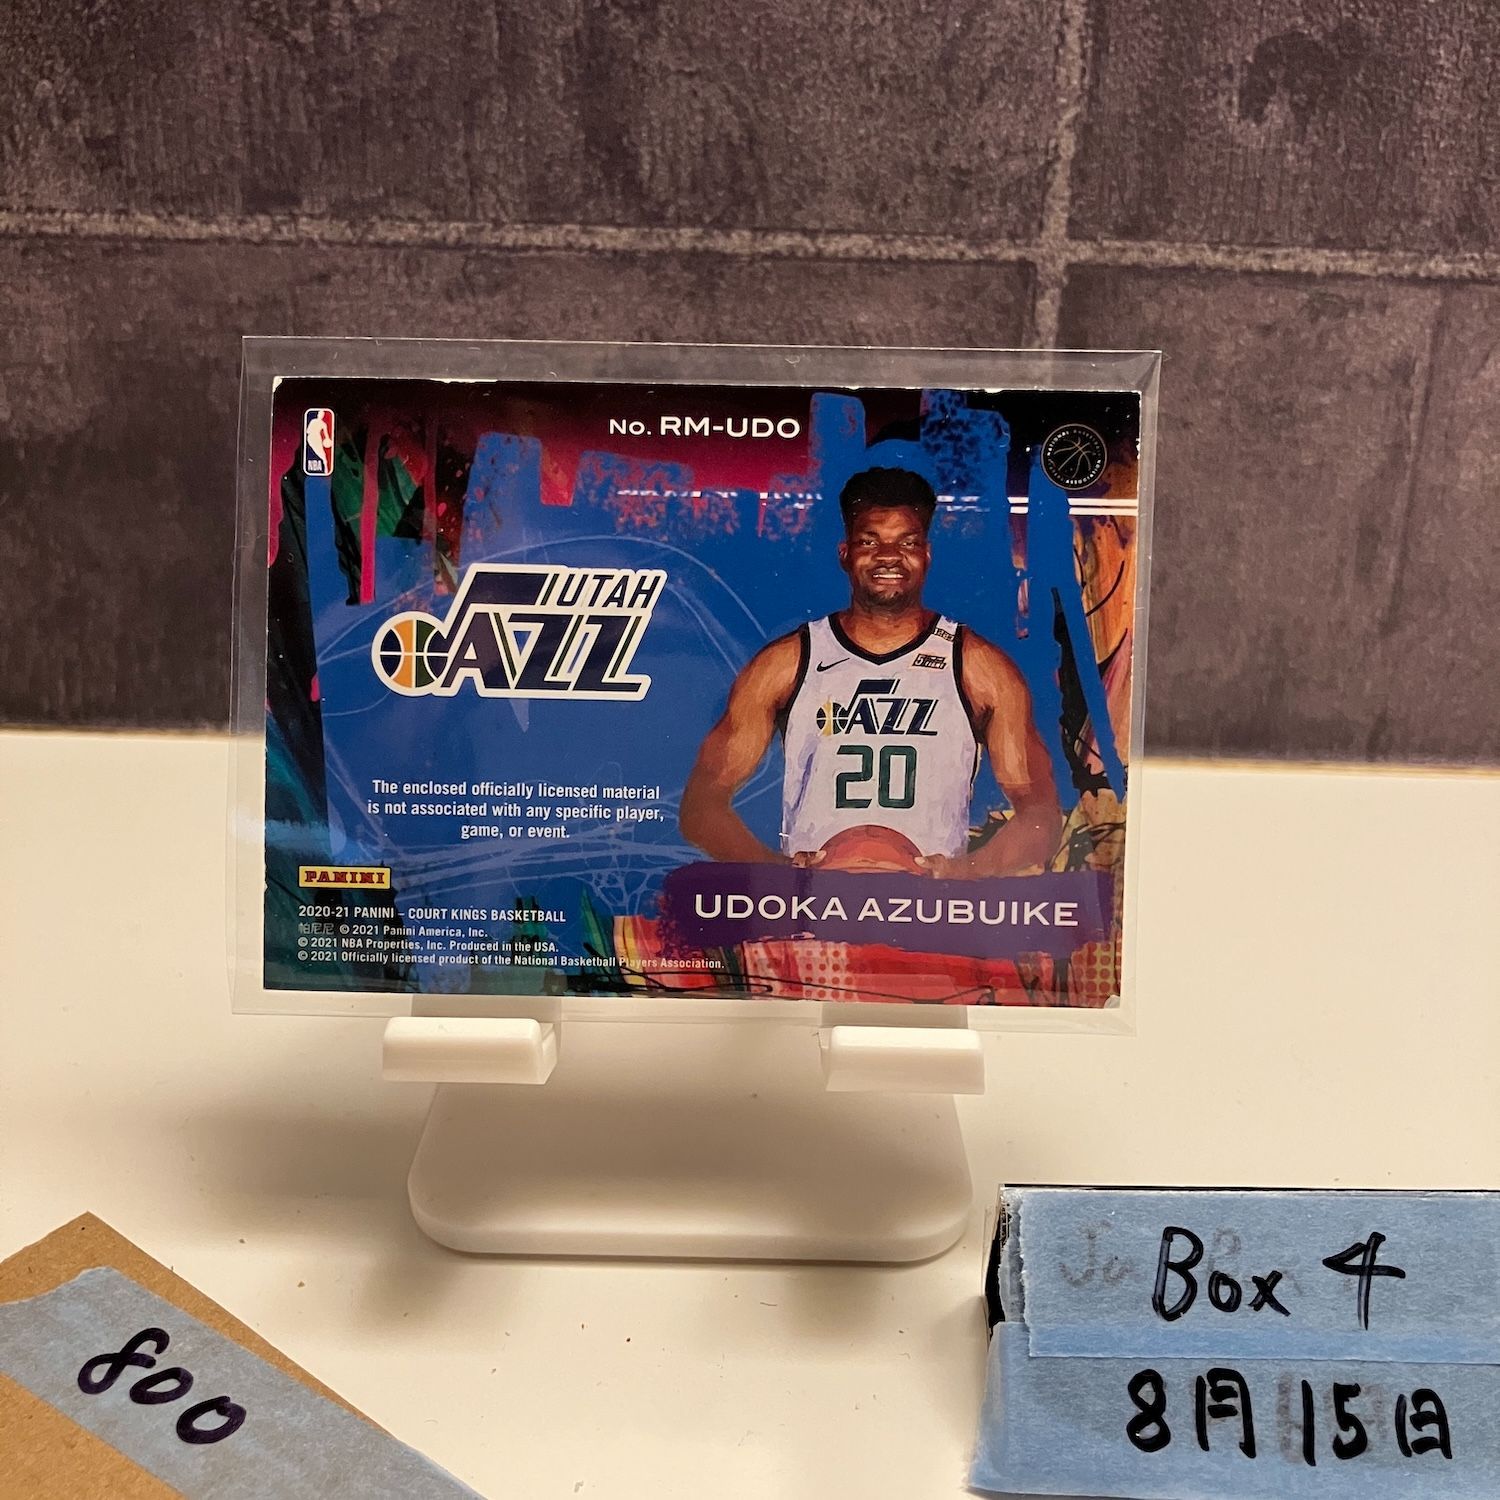 No. RM-UDO
NBA
UTAH
JAZZ
JAZZ
20
The enclosed officially licensed material
is not associated with any specific player,
game, or event.
PANINI
UDOKA AZUBUIKE
2020-21 PANINI – COURT KINGS BASKETBALL
帕尼尼 © 2021 Panini America, Inc.
© 2021 NBA Properties, Inc. Produced in the USA.
© 2021 Officially licensed product of the National Basketball Players Association.
800
Box 4
8月15日